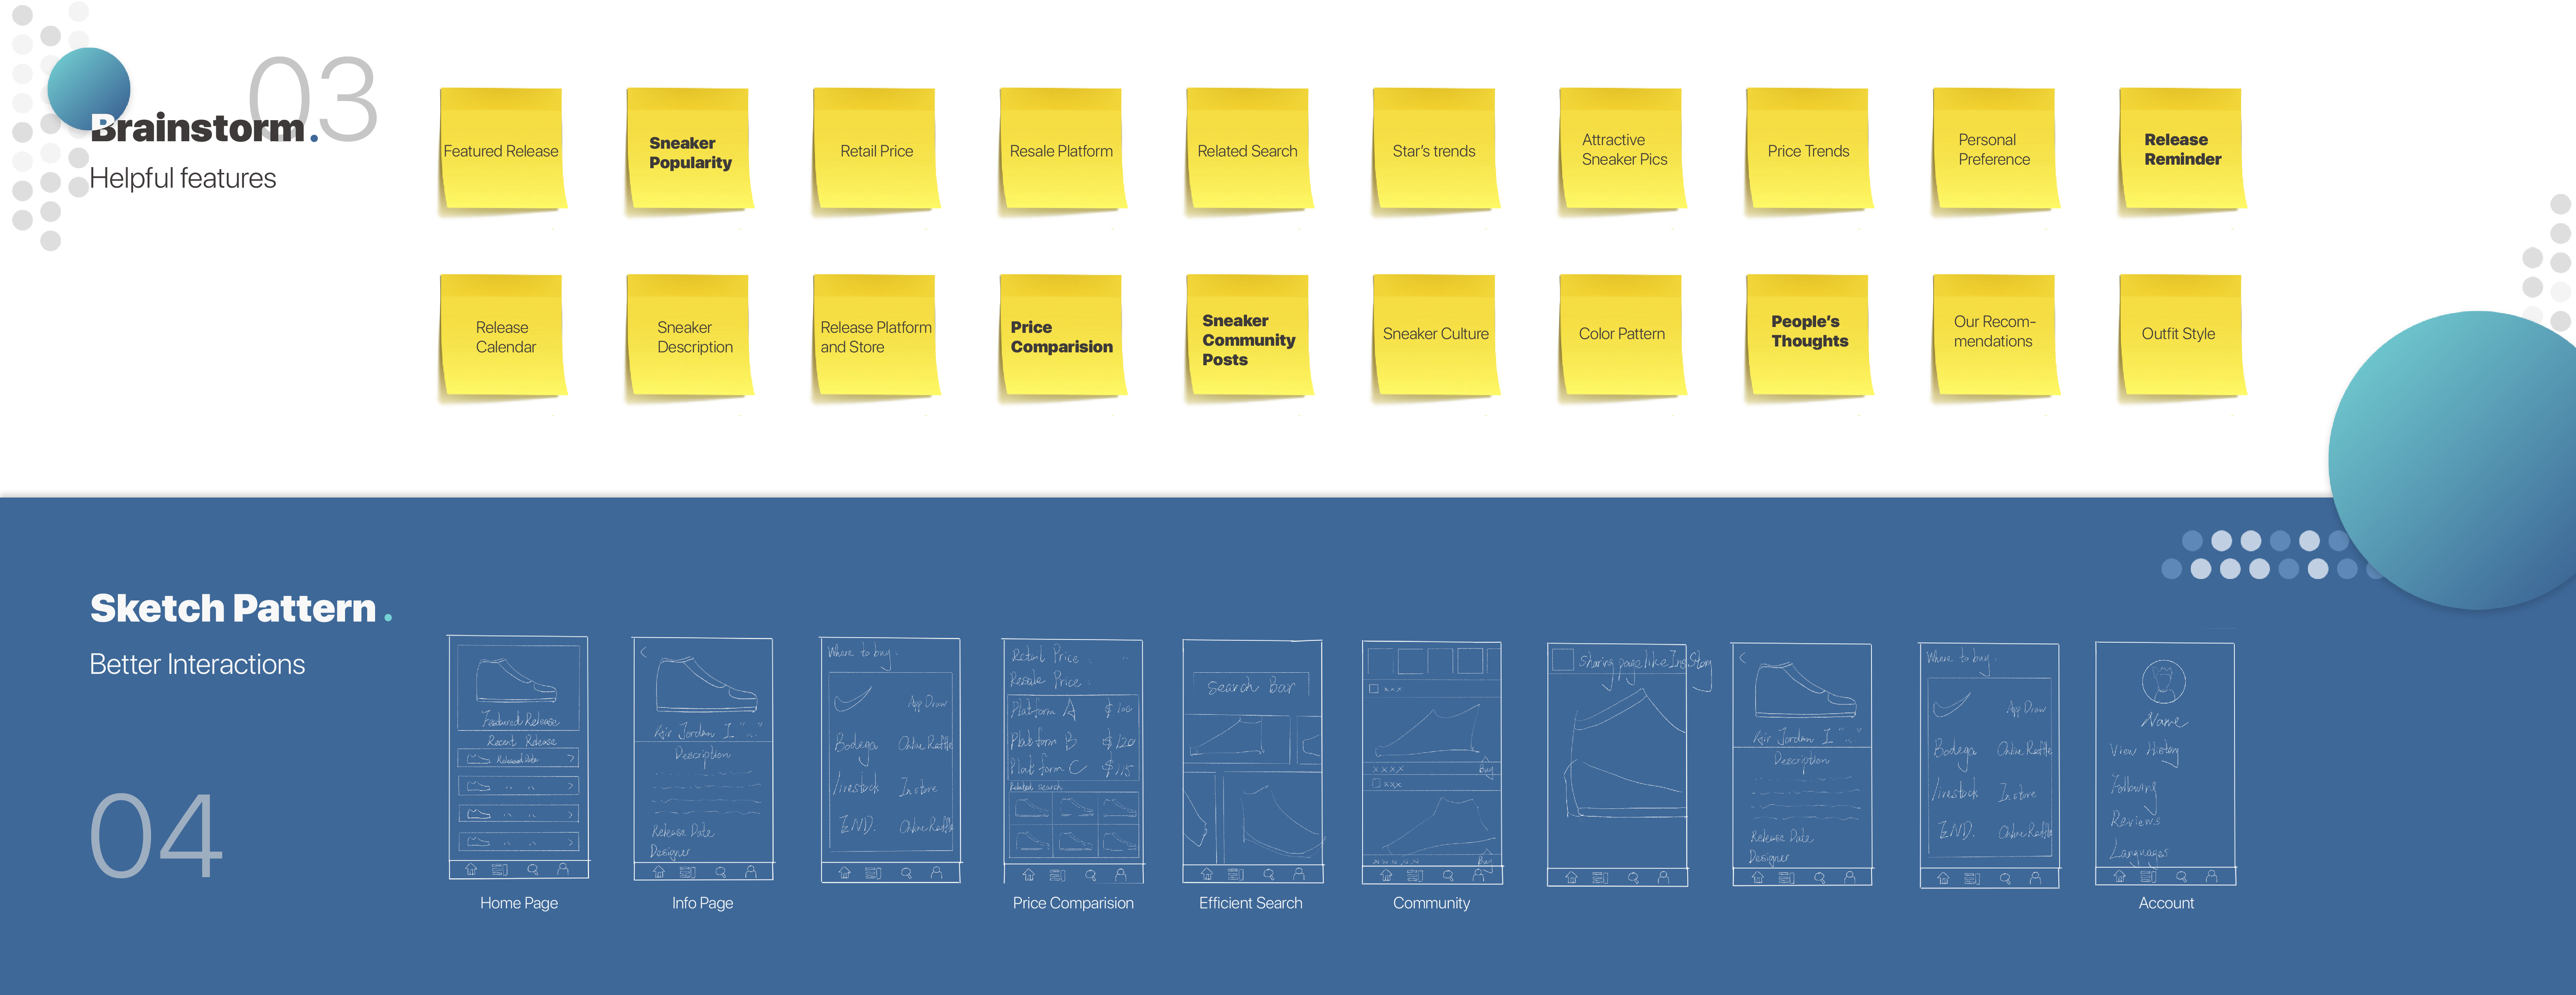 03
Brainstorm.
Helpful features
Featured Release
Sneaker
Popularity
Retail Price
Resale Platform
Related Search
Star's trends
Attractive
Sneaker Pics
Price Trends
Personal
Preference
Release
Reminder
Release
Calendar
Sneaker
Description
Release Platform
and Store
Price
Comparision
Sneaker
Community
Posts
Sneaker Culture
Color Pattern
People's
Thoughts
Our Recom-
mendations
Outfit Style
Sketch Pattern.
Better Interactions
04
Featured Release
Recent Release
Released Date
Home Page
Air Jordan I " .. "
Description
Release Date
Designer
Info Page
Where to buy.
App Draw
Bodega Online Raffle
livestock In store
END. Online Raffle
Retail Price
Resale Price
Platform A $100
Platform B $120
Platform C $115
Related search
Price Comparision
Search Bar
Efficient Search
xxx
xxxx Buy
xxx
xxxxx Buy
Community
Sharing page like Ins Story
Air Jordan I " .. "
Description
Release Date
Designer
Where to buy.
App Draw
Bodega Online Raffle
livestock In store
END. Online Raffle
Name
View History
Following
Reviews
Languages
Account